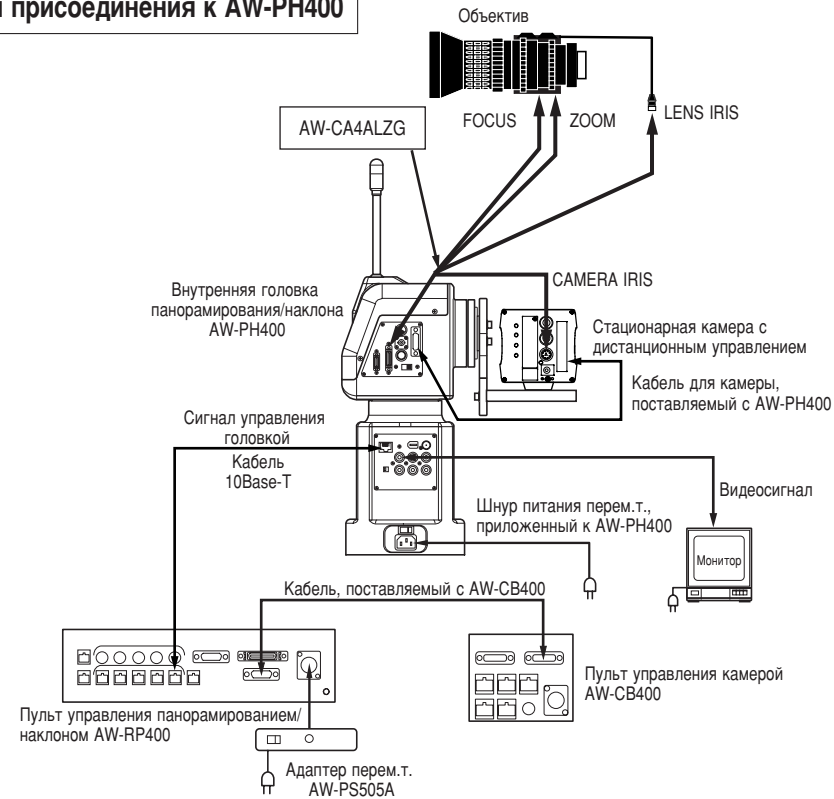 присоединения к AW-PH400
Объектив
FOCUS
ZOOM
LENS IRIS
AW-CA4ALZG
CAMERA IRIS
Внутренняя головка
панорамирования/наклона
AW-PH400
Стационарная камера с
дистанционным управлением
Кабель для камеры,
поставляемый с AW-PH400
Сигнал управления
головкой
Кабель
10Base-T
Видеосигнал
Шнур питания перем.т.,
приложенный к AW-PH400
Монитор
Кабель, поставляемый с AW-CB400
Пульт управления камерой
AW-CB400
Пульт управления панорамированием/
наклоном AW-RP400
Адаптер перем.т.
AW-PS505A